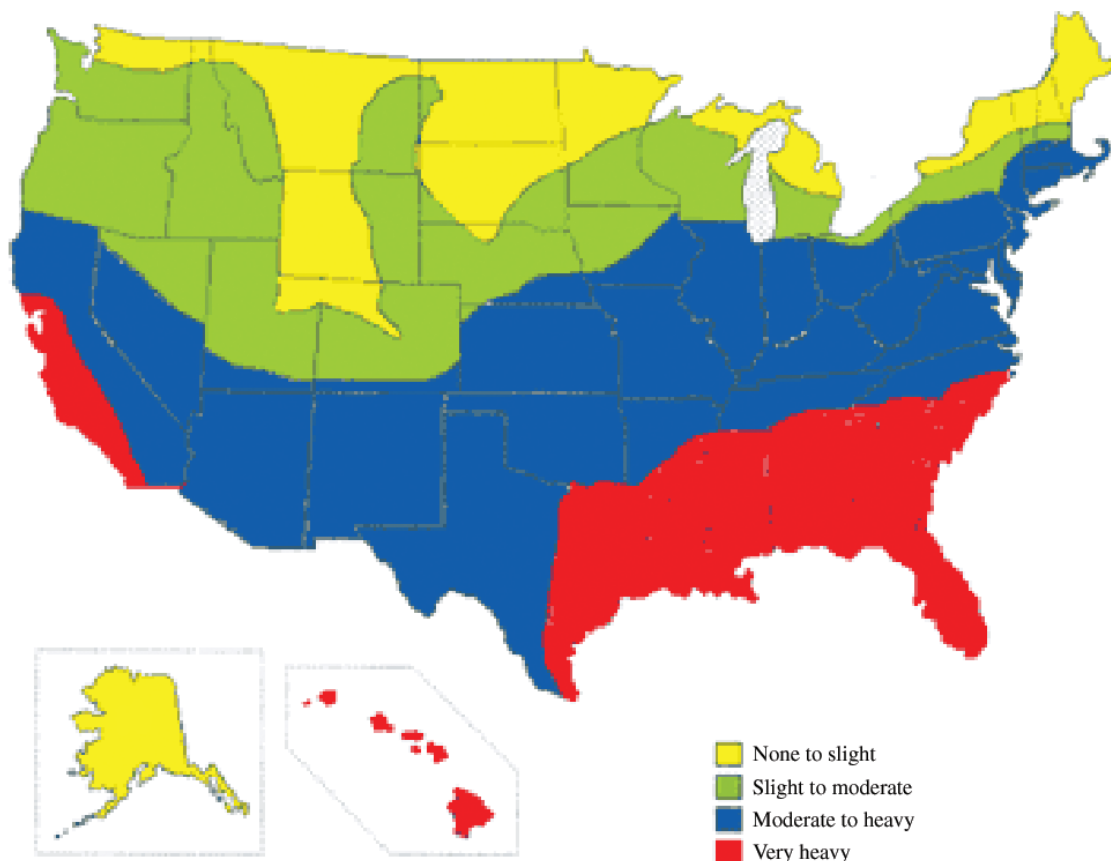 None to slight
Slight to moderate
Moderate to heavy
Very heavy